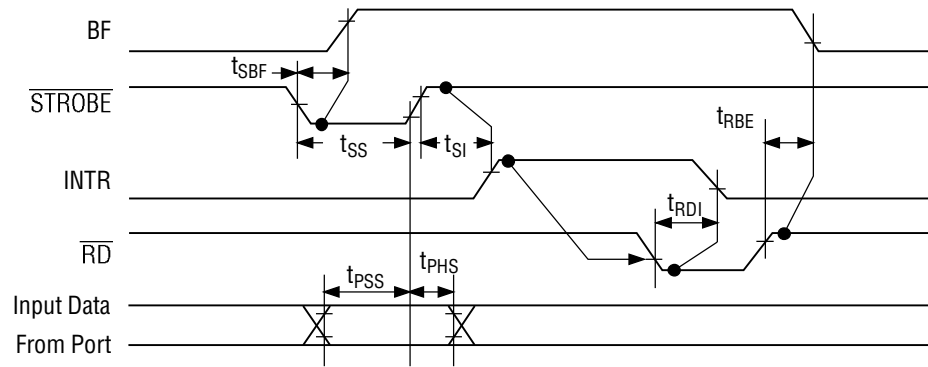 BF
tSBF
STROBE
tSS
tSI
tRBE
INTR
tRDI
RD
tPSS
tPHS
Input Data
From Port